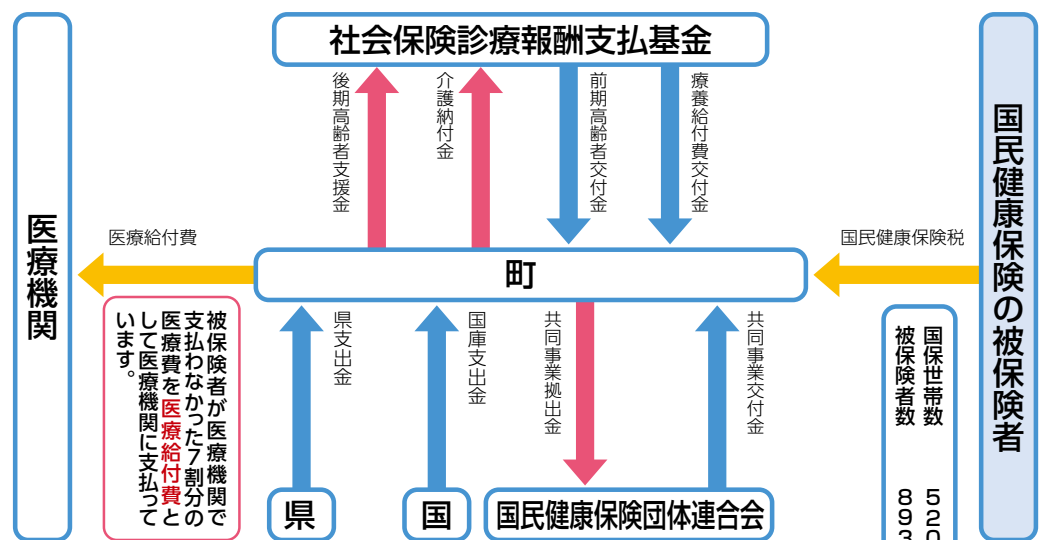 社会保険診療報酬支払基金
後期高齢者支援金
介護納付金
前期高齢者交付金
療養給付費交付金
医療機関
医療給付費
町
国民健康保険税
国民健康保険の被保険者
被保険者が医療機関で
支払わなかった7割分の
医療費を医療給付費と
して医療機関に支払って
います。
県支出金
国庫支出金
共同事業拠出金
共同事業交付金
国保世帯数 520
被保険者数 893
県
国
国民健康保険団体連合会